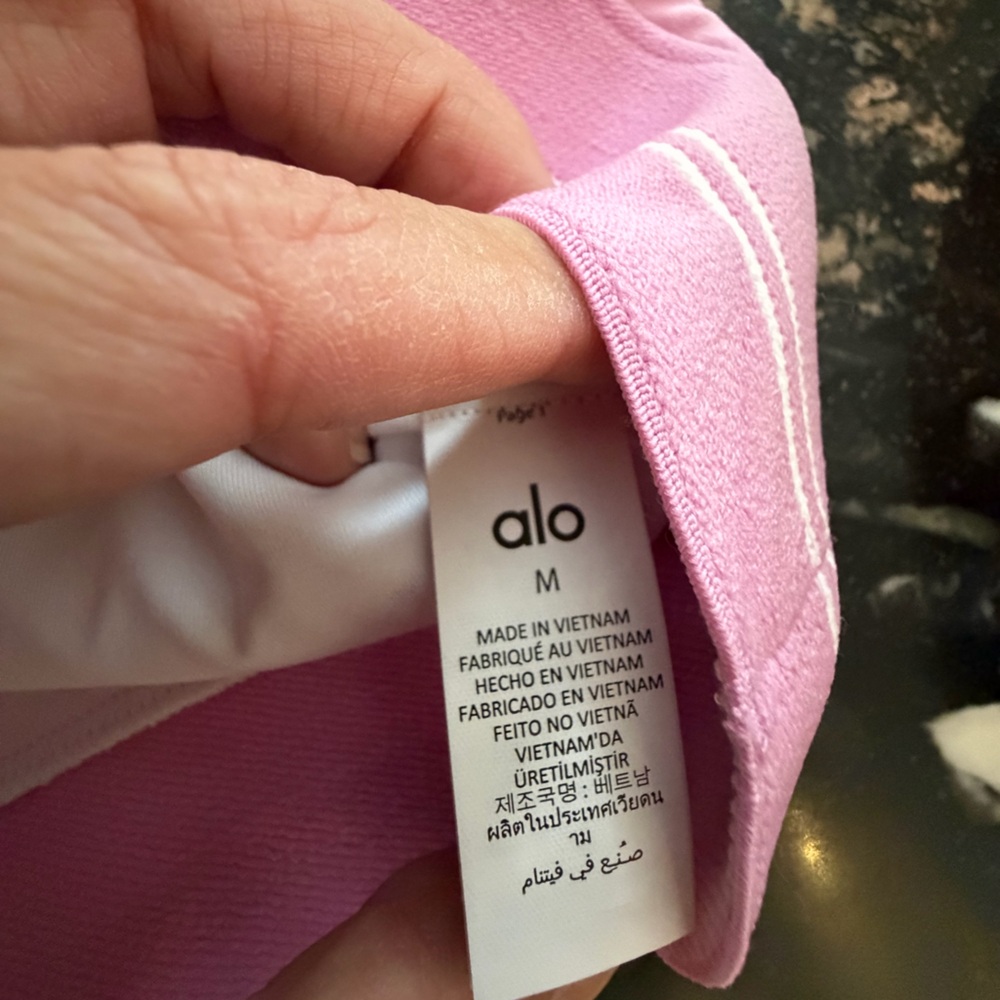 Page 1
alo
M
MADE IN VIETNAM
FABRIQUÉ AU VIETNAM
HECHO EN VIETNAM
FABRICADO EN VIETNAM
FEITO NO VIETNÃ
VIETNAM'DA
ÜRETİLMİŞTİR
제조국명 : 베트남
ผลิตในประเทศเวียดน
าม
صُنِع في فيتنام